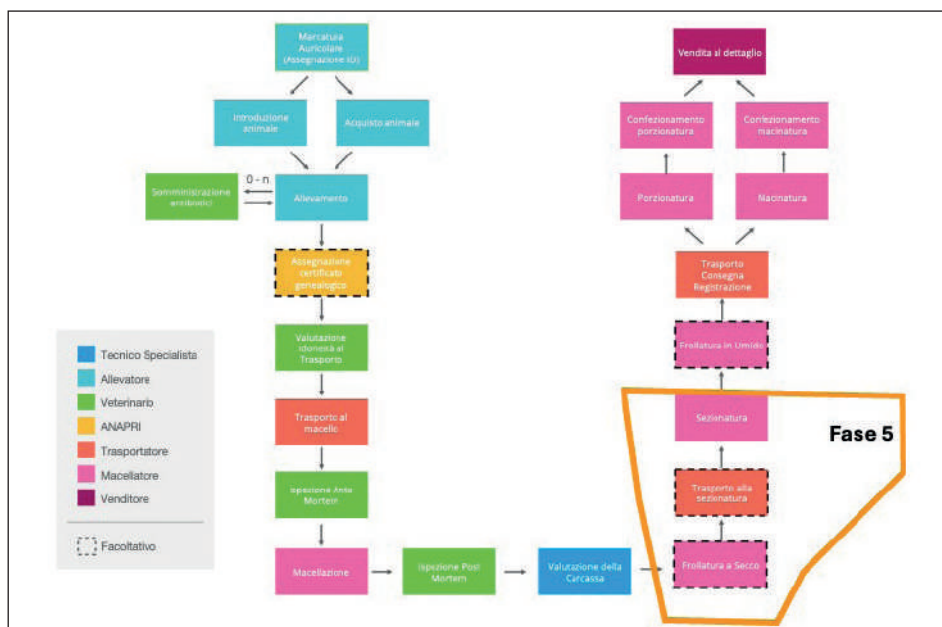 Marcatura
Auricolare
(Assegnazione ID)
Introduzione
animale
Acquisto animale
0 - n
Somministrazione
antibiotici
Allevamento
Assegnazione
certificato
genealogico
Valutazione
idoneità al
Trasporto
Trasporto al
macello
Ispezione Ante
Mortem
Macellazione
Ispezione Post
Mortem
Valutazione della
Carcassa
Frollatura a Secco
Trasporto alla
sezionatura
Sezionatura
Fase 5
Frollatura in Umido
Trasporto
Consegna
Registrazione
Porzionatura
Macinatura
Confezionamento
porzionatura
Confezionamento
macinatura
Vendita al dettaglio
Tecnico Specialista
Allevatore
Veterinario
ANAPRI
Trasportatore
Macellatore
Venditore
Facoltativo